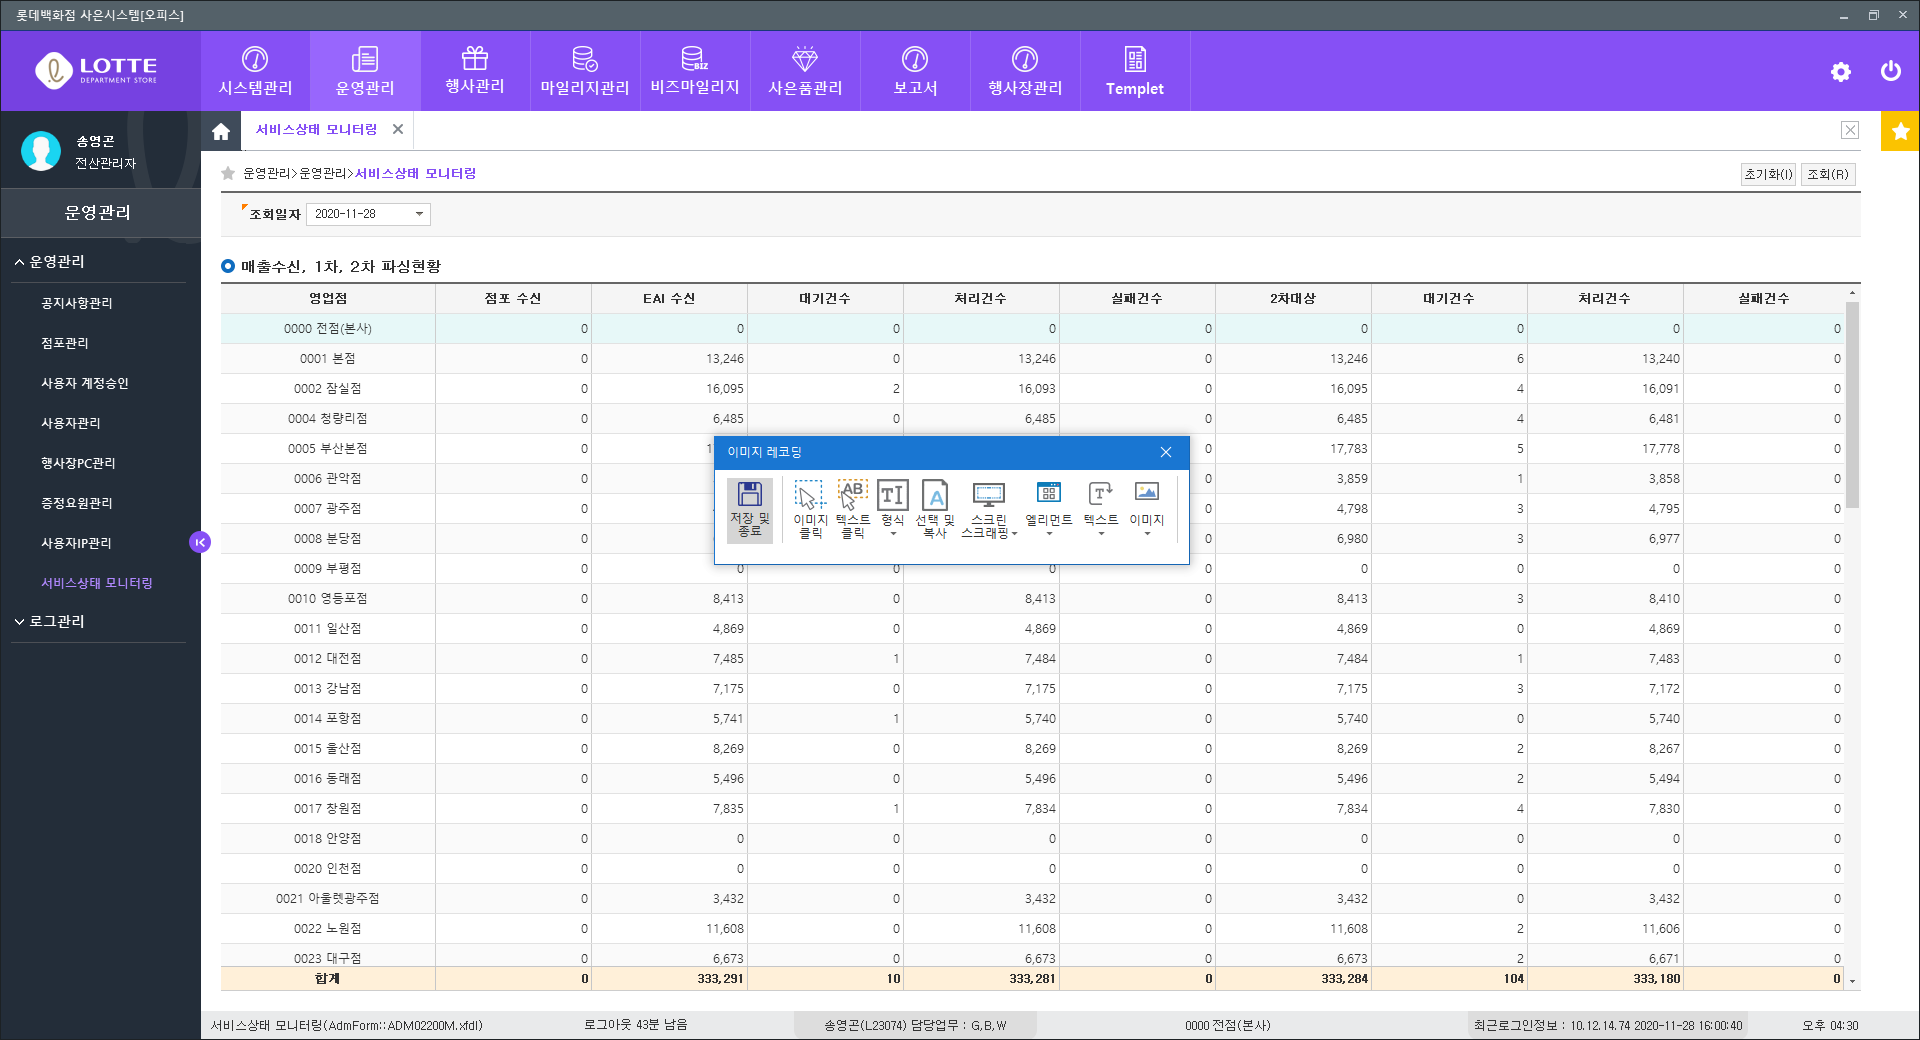 롯데백화점 사은시스템[오피스]
LOTTE
DEPARTMENT STORE
시스템관리
운영관리
행사관리
마일리지관리
BIZ
비즈마일리지
사은품관리
보고서
행사장관리
Templet
송영곤
전산관리자
운영관리
운영관리
공지사항관리
점포관리
사용자 계정승인
사용자관리
행사장PC관리
증정요원관리
사용자IP관리
서비스상태 모니터링
로그관리
서비스상태 모니터링
운영관리>운영관리>서비스상태 모니터링
초기화(I) 조회(R)
조회일자 2020-11-28
매출수신, 1차, 2차 파싱현황
영업점 점포 수신 EAI 수신 대기건수 처리건수 실패건수 2차대상 대기건수 처리건수 실패건수
0000 전점(본사) 0 0 0 0 0 0 0 0 0
0001 본점 0 13,246 0 13,246 0 13,246 6 13,240 0
0002 잠실점 0 16,095 2 16,093 0 16,095 4 16,091 0
0004 청량리점 0 6,485 0 6,485 0 6,485 4 6,481 0
0005 부산본점 0 1 0 17,783 5 17,778 0
0006 관악점 0 0 3,859 1 3,858 0
0007 광주점 0 0 4,798 3 4,795 0
0008 분당점 0 0 6,980 3 6,977 0
0009 부평점 0 0 0 0 0 0 0 0 0
0010 영등포점 0 8,413 0 8,413 0 8,413 3 8,410 0
0011 일산점 0 4,869 0 4,869 0 4,869 0 4,869 0
0012 대전점 0 7,485 1 7,484 0 7,484 1 7,483 0
0013 강남점 0 7,175 0 7,175 0 7,175 3 7,172 0
0014 포항점 0 5,741 1 5,740 0 5,740 0 5,740 0
0015 울산점 0 8,269 0 8,269 0 8,269 2 8,267 0
0016 동래점 0 5,496 0 5,496 0 5,496 2 5,494 0
0017 창원점 0 7,835 1 7,834 0 7,834 4 7,830 0
0018 안양점 0 0 0 0 0 0 0 0 0
0020 인천점 0 0 0 0 0 0 0 0 0
0021 아울렛광주점 0 3,432 0 3,432 0 3,432 0 3,432 0
0022 노원점 0 11,608 0 11,608 0 11,608 2 11,606 0
0023 대구점 0 6,673 0 6,673 0 6,673 2 6,671 0
합계 0 333,291 10 333,281 0 333,284 104 333,180 0
이미지 레코딩
저장 및
종료
이미지
클릭
AB
텍스트
클릭
TI
형식
A
선택 및
복사
스크린
스크래핑
엘리먼트
T
텍스트
이미지
서비스상태 모니터링(AdmForm::ADM02200M.xfdl) 로그아웃 43분 남음 송영곤(L23074) 담당업무 : G,B,W 0000 전점(본사) 최근로그인정보 : 10.12.14.74 2020-11-28 16:00:40 오후 04:30